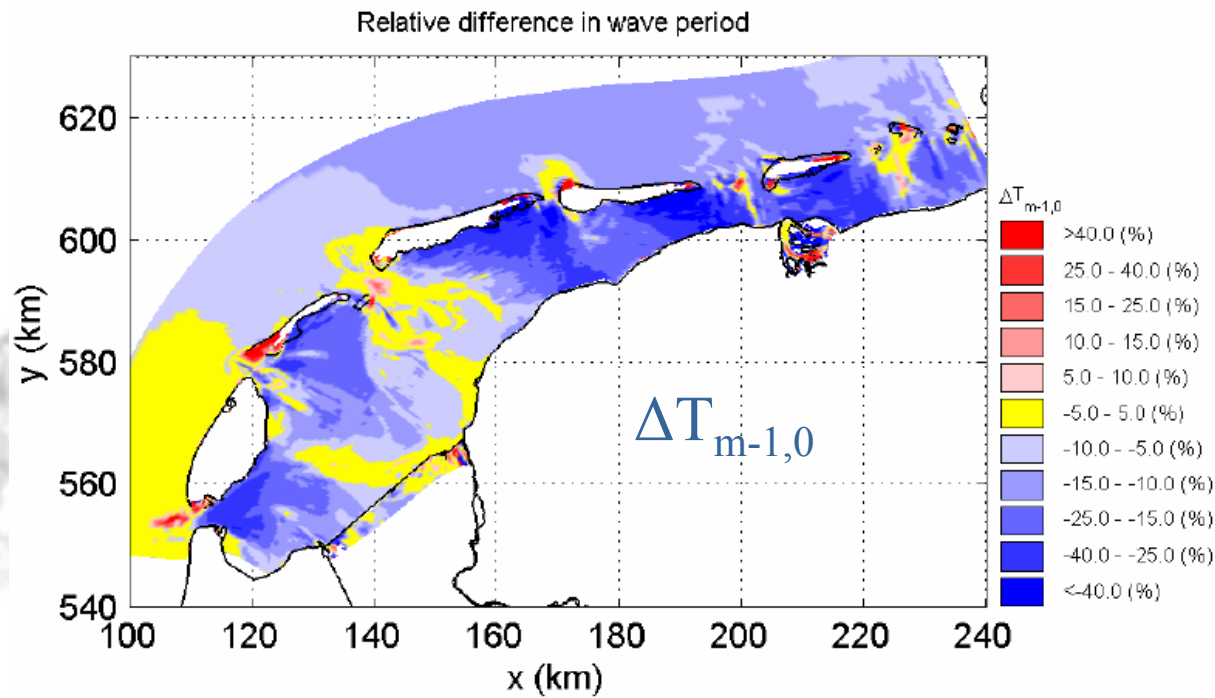 Relative difference in wave period
y (km)
620
600
580
560
540
100 120 140 160 180 200 220 240
x (km)
ΔT_{m-1,0}
ΔT_{m-1,0}
>40.0 (%)
25.0 - 40.0 (%)
15.0 - 25.0 (%)
10.0 - 15.0 (%)
5.0 - 10.0 (%)
-5.0 - 5.0 (%)
-10.0 - -5.0 (%)
-15.0 - -10.0 (%)
-25.0 - -15.0 (%)
-40.0 - -25.0 (%)
<-40.0 (%)